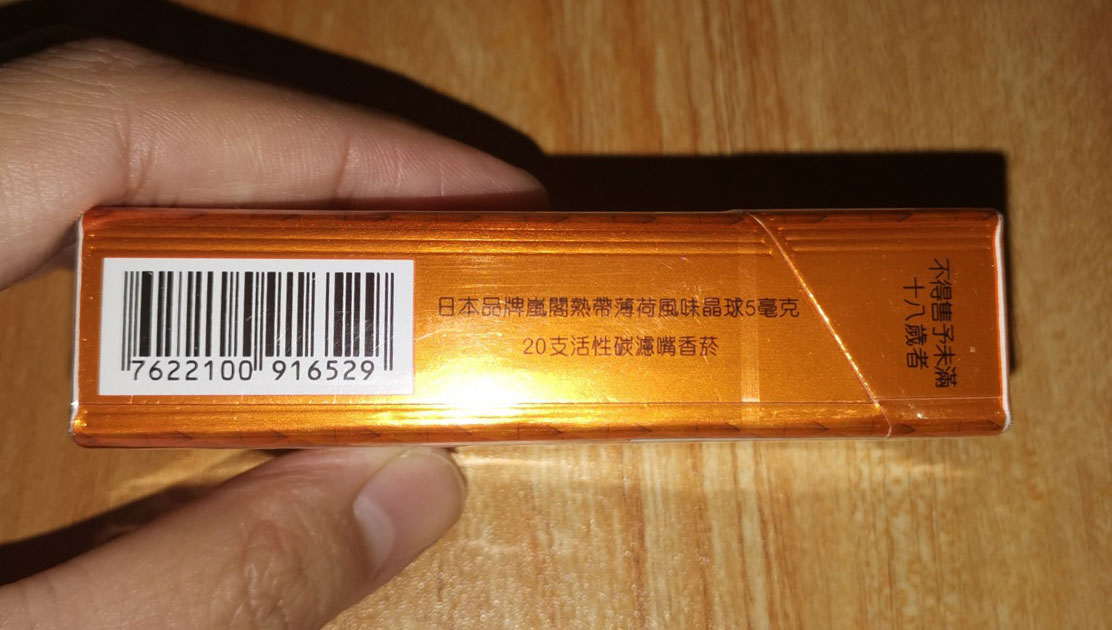 日本品牌嵐閣熱帶薄荷風味晶球5毫克
20支活性碳濾嘴香菸
不得售予未滿
十八歲者
7622100 916529